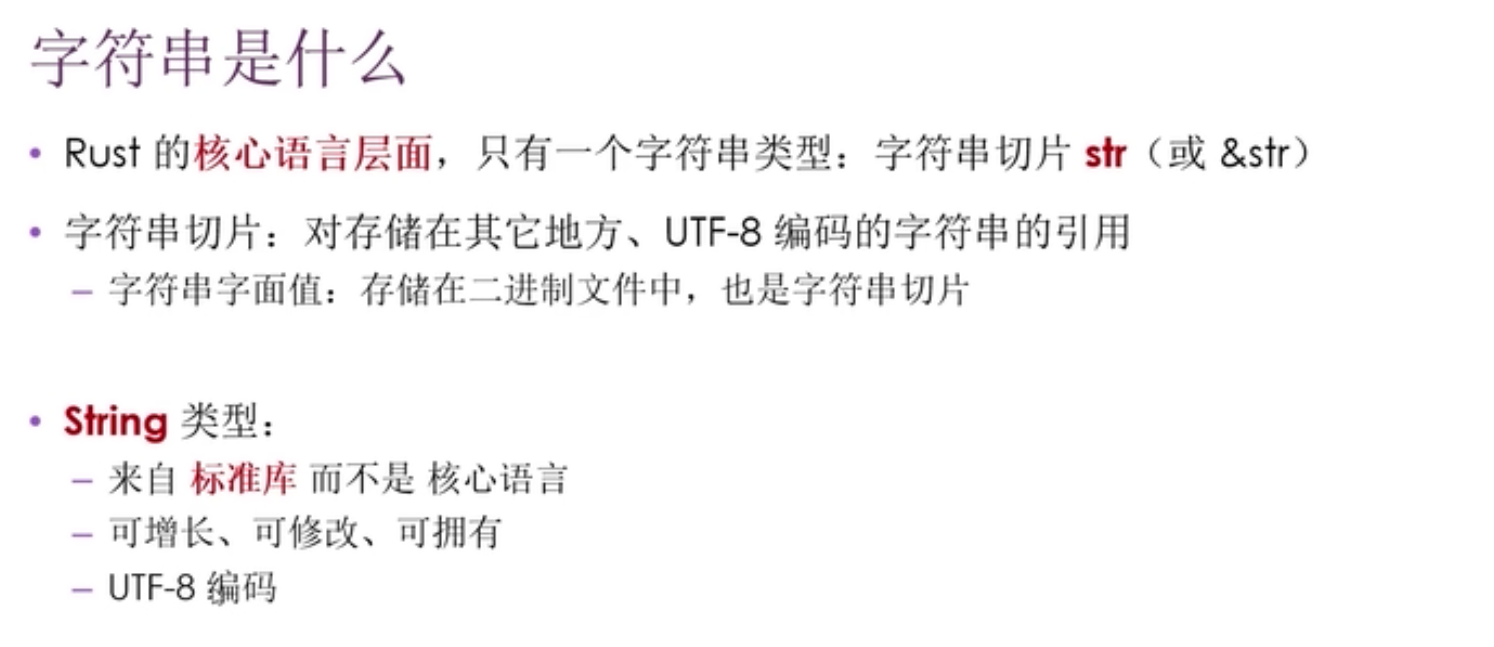 字符串是什么
• Rust 的核心语言层面，只有一个字符串类型：字符串切片 str（或 &str）
• 字符串切片：对存储在其它地方、UTF-8 编码的字符串的引用
– 字符串字面值：存储在二进制文件中，也是字符串切片
• String 类型：
– 来自 标准库 而不是 核心语言
– 可增长、可修改、可拥有
– UTF-8 编码